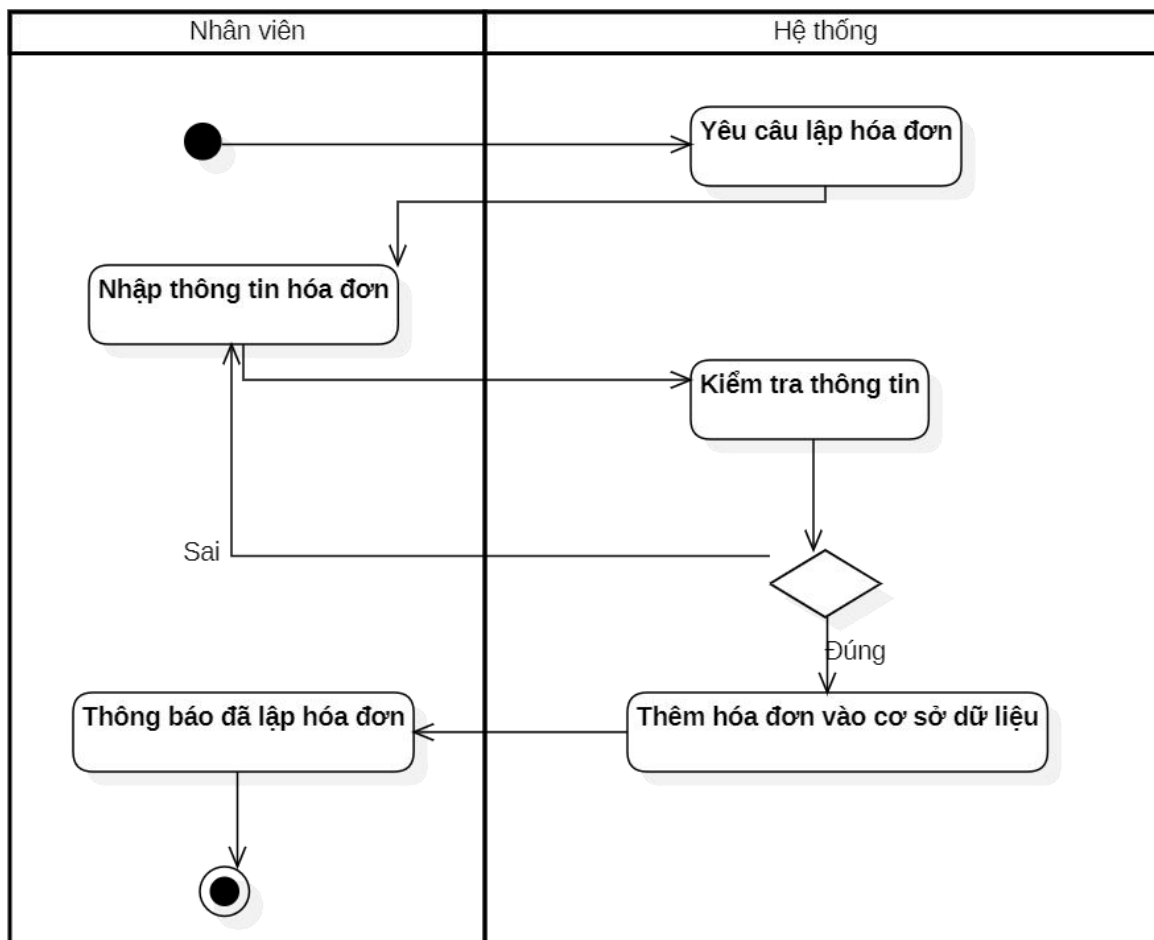 Nhân viên
Hệ thống
Yêu câu lập hóa đơn
Nhập thông tin hóa đơn
Kiểm tra thông tin
Sai
Đúng
Thông báo đã lập hóa đơn
Thêm hóa đơn vào cơ sở dữ liệu